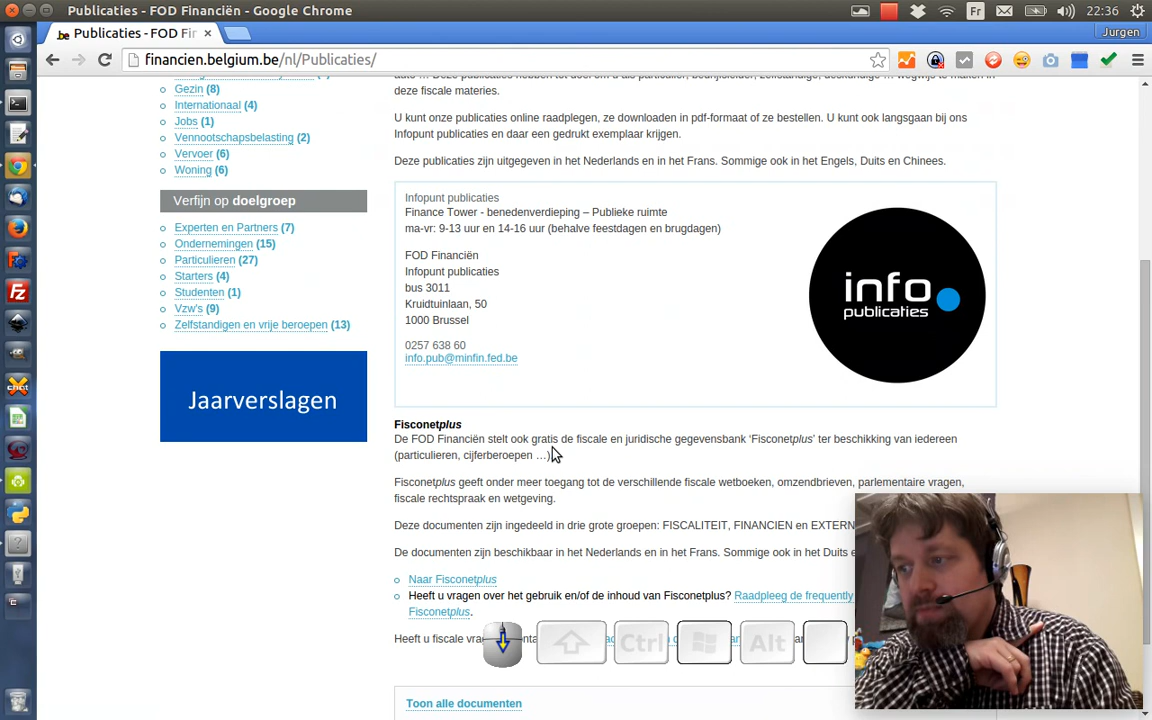 Publicaties - FOD Financiën - Google Chrome
Fr
22:36
.be Publicaties - FOD Fir
Jurgen
financien.belgium.be/nl/Publicaties/
deze fiscale materies.
Gezin (8)
Internationaal (4)
Jobs (1)
Vennootschapsbelasting (2)
Vervoer (6)
Woning (6)
U kunt onze publicaties online raadplegen, ze downloaden in pdf-formaat of ze bestellen. U kunt ook langsgaan bij ons
Infopunt publicaties en daar een gedrukt exemplaar krijgen.
Deze publicaties zijn uitgegeven in het Nederlands en in het Frans. Sommige ook in het Engels, Duits en Chinees.
Verfijn op doelgroep
Experten en Partners (7)
Ondernemingen (15)
Particulieren (27)
Starters (4)
Studenten (1)
Vzw's (9)
Zelfstandigen en vrije beroepen (13)
Jaarverslagen
Infopunt publicaties
Finance Tower - benedenverdieping – Publieke ruimte
ma-vr: 9-13 uur en 14-16 uur (behalve feestdagen en brugdagen)
FOD Financiën
Infopunt publicaties
bus 3011
Kruidtuinlaan, 50
1000 Brussel
0257 638 60
info.pub@minfin.fed.be
info
publicaties
Fisconetplus
De FOD Financiën stelt ook gratis de fiscale en juridische gegevensbank ‘Fisconetplus’ ter beschikking van iedereen
(particulieren, cijferberoepen …)
Fisconetplus geeft onder meer toegang tot de verschillende fiscale wetboeken, omzendbrieven, parlementaire vragen,
fiscale rechtspraak en wetgeving.
Deze documenten zijn ingedeeld in drie grote groepen: FISCALITEIT, FINANCIEN en EXTERN
De documenten zijn beschikbaar in het Nederlands en in het Frans. Sommige ook in het Duits e
Naar Fisconetplus
Heeft u vragen over het gebruik en/of de inhoud van Fisconetplus? Raadpleeg de frequently
Fisconetplus.
Heeft u fiscale vra
Ctrl
Alt
Toon alle documenten